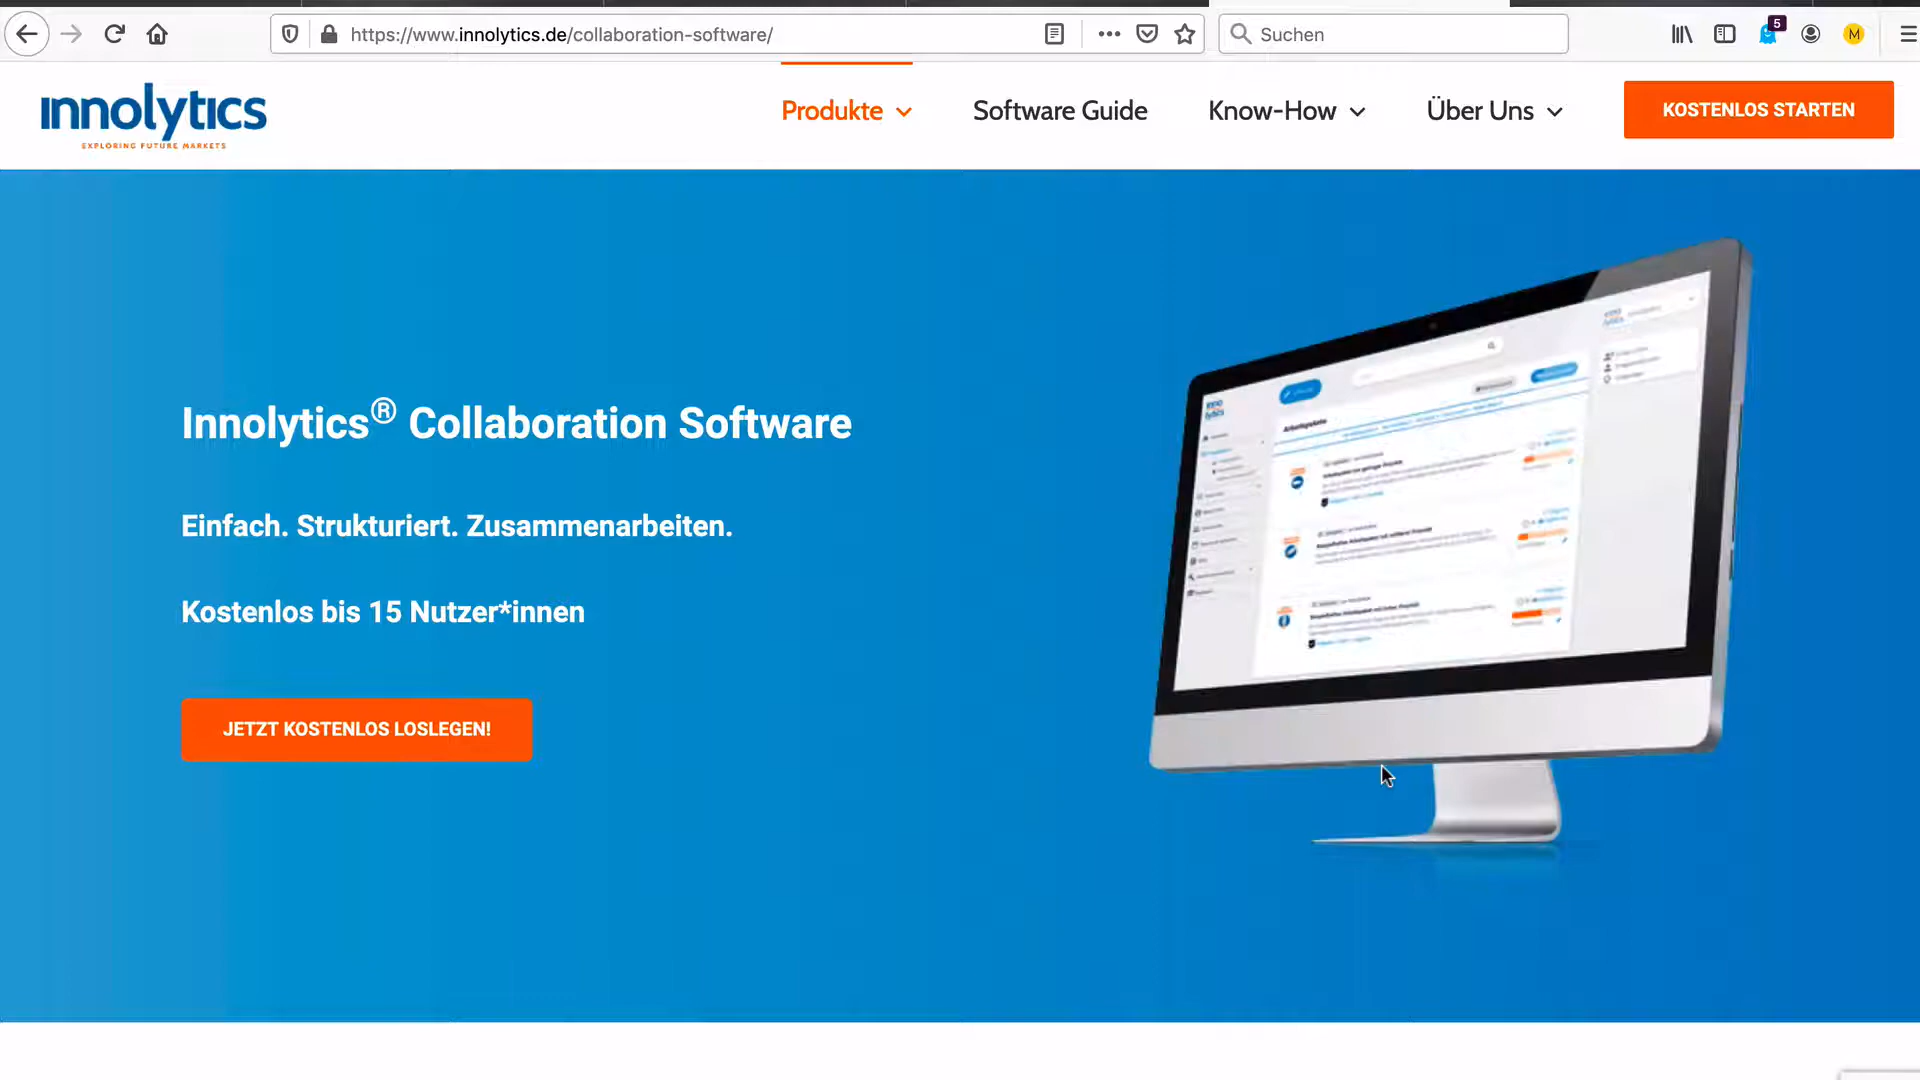 https://www.innolytics.de/collaboration-software/
Suchen
5
M
Innolytics
EXPLORING FUTURE MARKETS
Produkte
Software Guide
Know-How
Über Uns
KOSTENLOS STARTEN
Innolytics® Collaboration Software
Einfach. Strukturiert. Zusammenarbeiten.
Kostenlos bis 15 Nutzer*innen
JETZT KOSTENLOS LOSLEGEN!